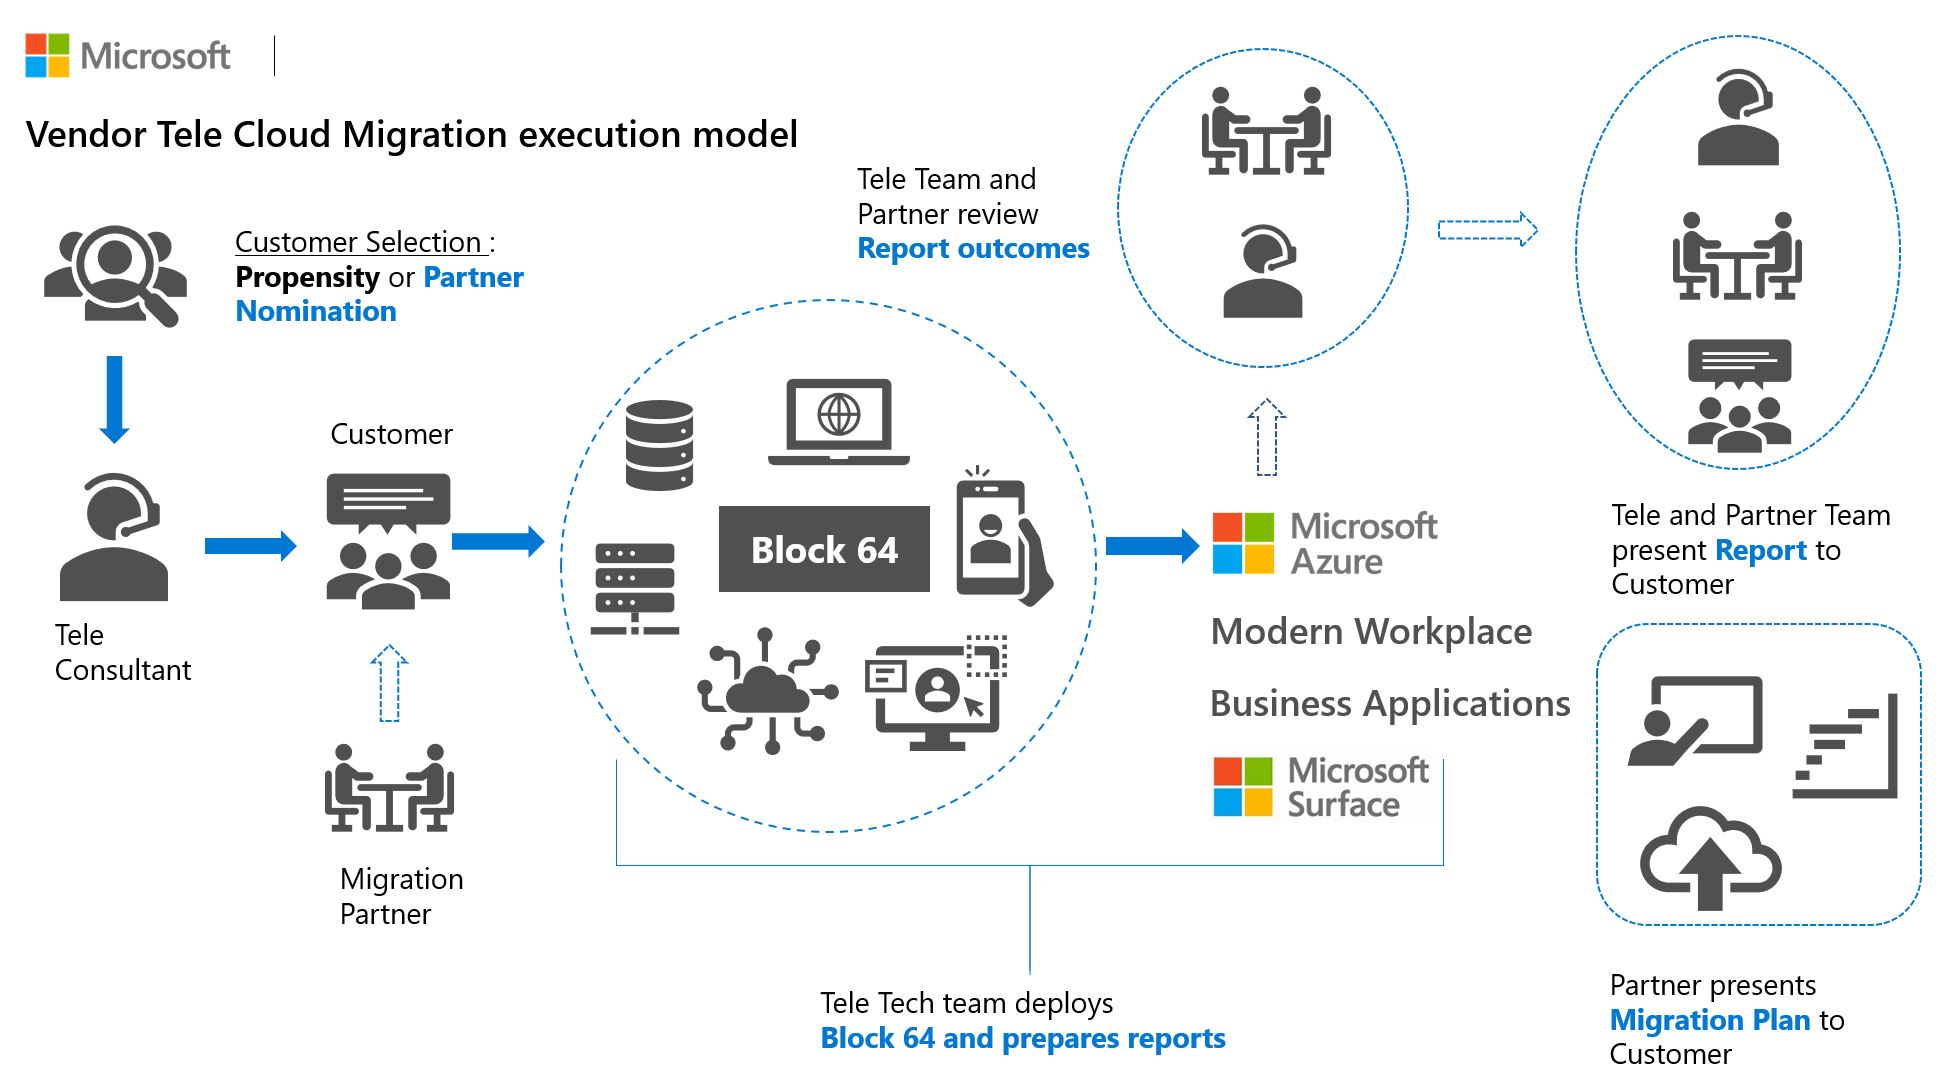 Microsoft
Vendor Tele Cloud Migration execution model
Customer Selection :
Propensity or Partner
Nomination
Tele Team and
Partner review
Report outcomes
Customer
Tele
Consultant
Migration
Partner
Block 64
Microsoft
Azure
Modern Workplace
Business Applications
Microsoft
Surface
Tele Tech team deploys
Block 64 and prepares reports
Tele and Partner Team
present Report to
Customer
Partner presents
Migration Plan to
Customer